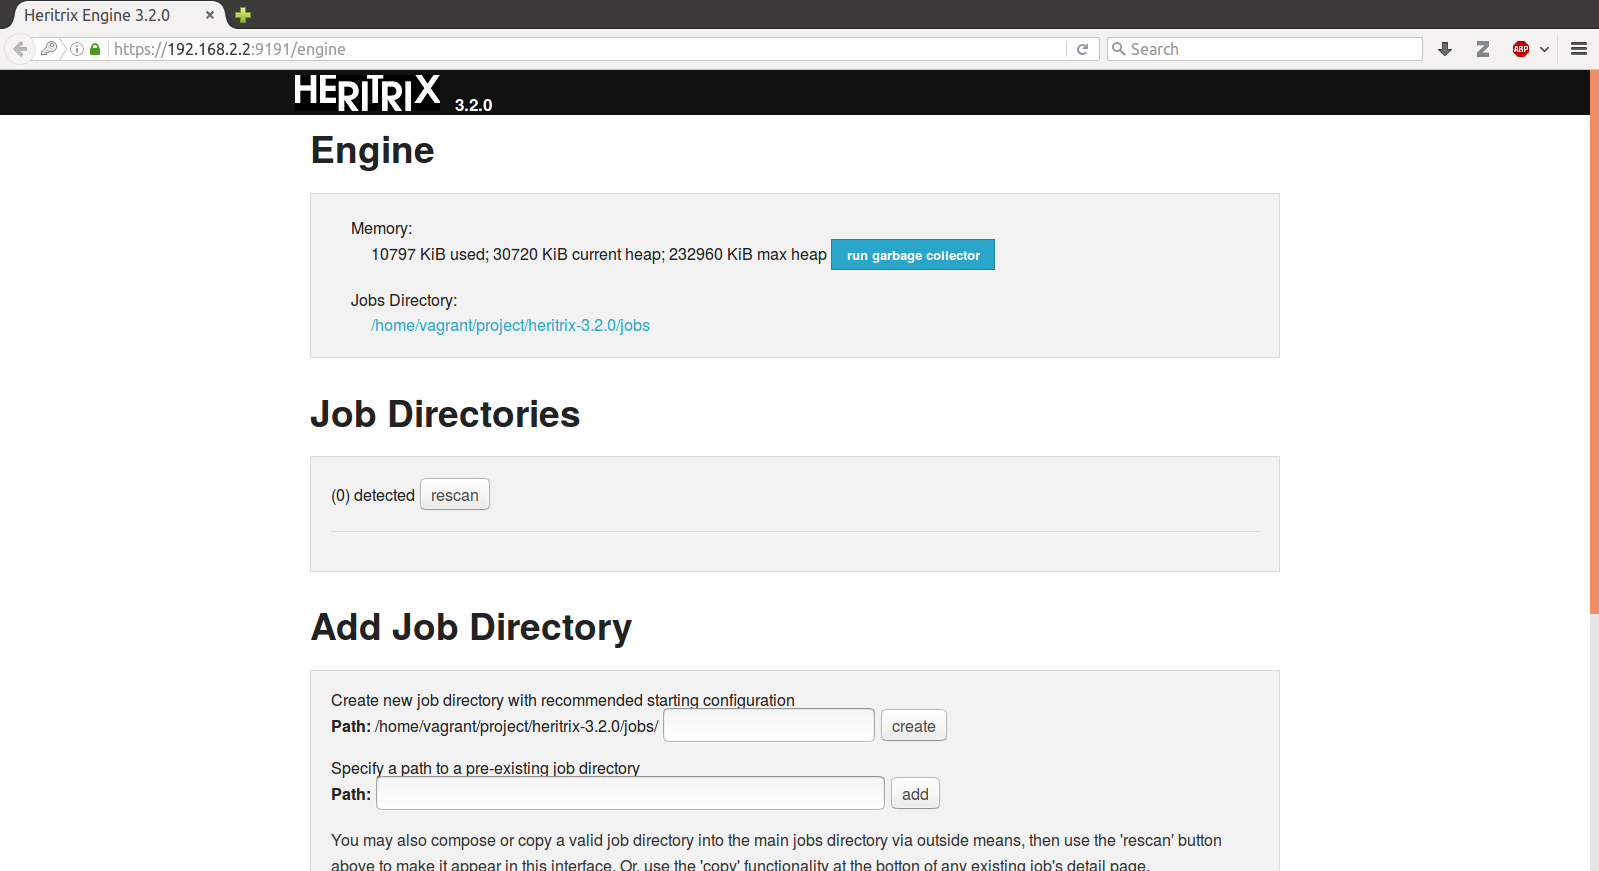 Heritrix Engine 3.2.0
https://192.168.2.2:9191/engine
Search
Z
ABP
HERITRIX 3.2.0
Engine
Memory:
10797 KiB used; 30720 KiB current heap; 232960 KiB max heap run garbage collector
Jobs Directory:
/home/vagrant/project/heritrix-3.2.0/jobs
Job Directories
(0) detected rescan
Add Job Directory
Create new job directory with recommended starting configuration
Path: /home/vagrant/project/heritrix-3.2.0/jobs/ create
Specify a path to a pre-existing job directory
Path: add
You may also compose or copy a valid job directory into the main jobs directory via outside means, then use the 'rescan' button
above to make it appear in this interface. Or, use the 'copy' functionality at the botton of any existing job's detail page.